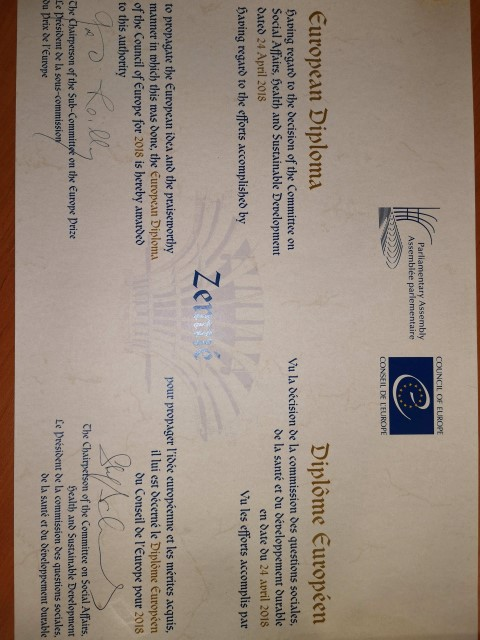 Parliamentary Assembly
Assemblée parlementaire
COUNCIL OF EUROPE
CONSEIL DE L'EUROPE
European Diploma
Having regard to the decision of the Committee on
Social Affairs, Health and Sustainable Development
dated 24 April 2018
Having regard to the efforts accomplished by
Diplôme Européen
Vu la décision de la commission des questions sociales,
de la santé et du développement durable
en date du 24 avril 2018
Vu les efforts accomplis par
Zenné
to propagate the European idea and the praiseworthy
manner in which this was done, the European Diploma
of the Council of Europe for 2018 is hereby awarded
to this authority
pour propager l'idée européenne et les mérites acquis,
il lui est décerné le Diplôme Européen
du Conseil de l'Europe pour 2018
The Chairperson of the Sub-Committee on the Europe Prize
Le Président de la sous-commission
du Prix de l'Europe
The Chairperson of the Committee on Social Affairs,
Health and Sustainable Development
Le Président de la commission des questions sociales,
de la santé et du développement durable